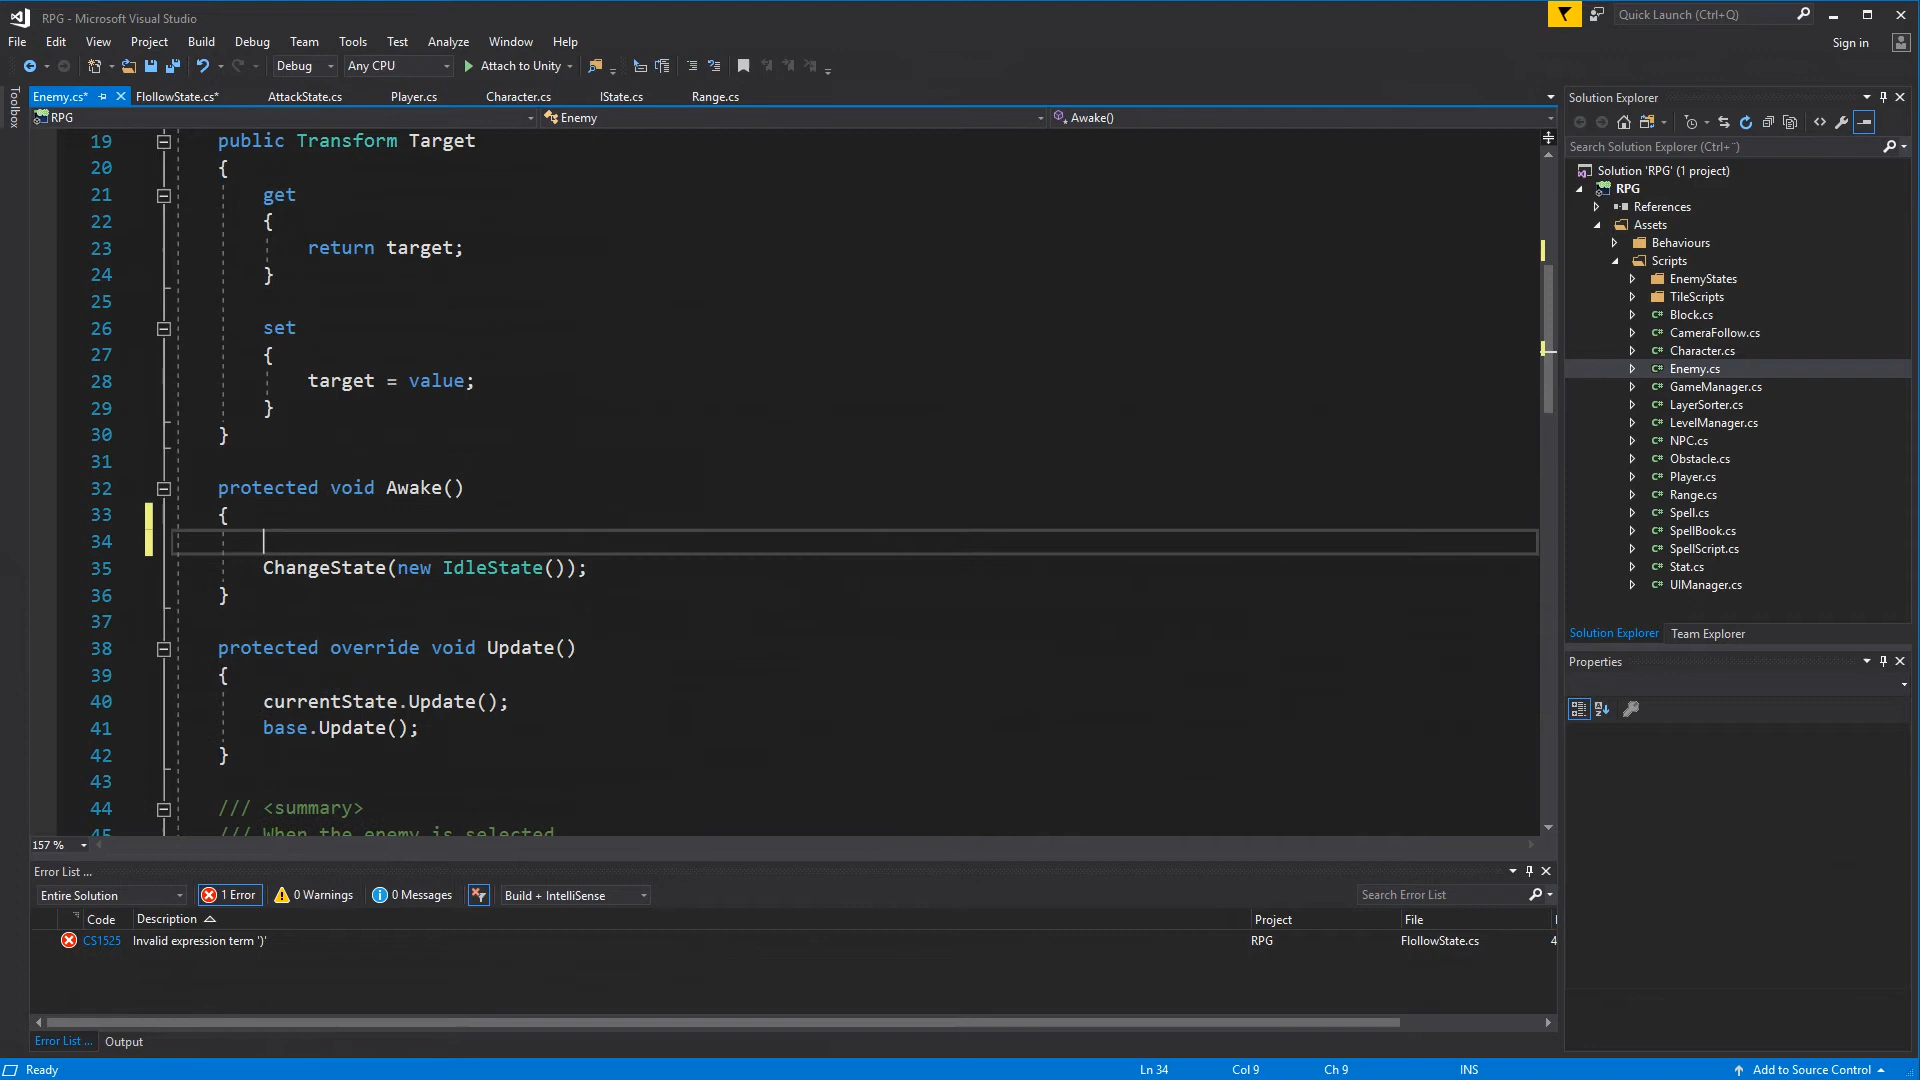 RPG - Microsoft Visual Studio
Quick Launch (Ctrl+Q)
File Edit View Project Build Debug Team Tools Test Analyze Window Help
Sign in
Debug Any CPU Attach to Unity
Toolbox
Enemy.cs* FlollowState.cs* AttackState.cs Player.cs Character.cs IState.cs Range.cs
RPG Enemy Awake()
19 public Transform Target
20 {
21 get
22 {
23 return target;
24 }
25
26 set
27 {
28 target = value;
29 }
30 }
31
32 protected void Awake()
33 {
34
35 ChangeState(new IdleState());
36 }
37
38 protected override void Update()
39 {
40 currentState.Update();
41 base.Update();
42 }
43
44 /// <summary>
45 /// When the enemy is selected
157 %
Error List ...
Entire Solution 1 Error 0 Warnings 0 Messages Build + IntelliSense Search Error List
Code Description Project File
CS1525 Invalid expression term ')' RPG FlollowState.cs 4
Error List ... Output
Ready Ln 34 Col 9 Ch 9 INS Add to Source Control
Solution Explorer
Search Solution Explorer (Ctrl+¨)
Solution 'RPG' (1 project)
RPG
References
Assets
Behaviours
Scripts
EnemyStates
TileScripts
C# Block.cs
C# CameraFollow.cs
C# Character.cs
C# Enemy.cs
C# GameManager.cs
C# LayerSorter.cs
C# LevelManager.cs
C# NPC.cs
C# Obstacle.cs
C# Player.cs
C# Range.cs
C# Spell.cs
C# SpellBook.cs
C# SpellScript.cs
C# Stat.cs
C# UIManager.cs
Solution Explorer Team Explorer
Properties